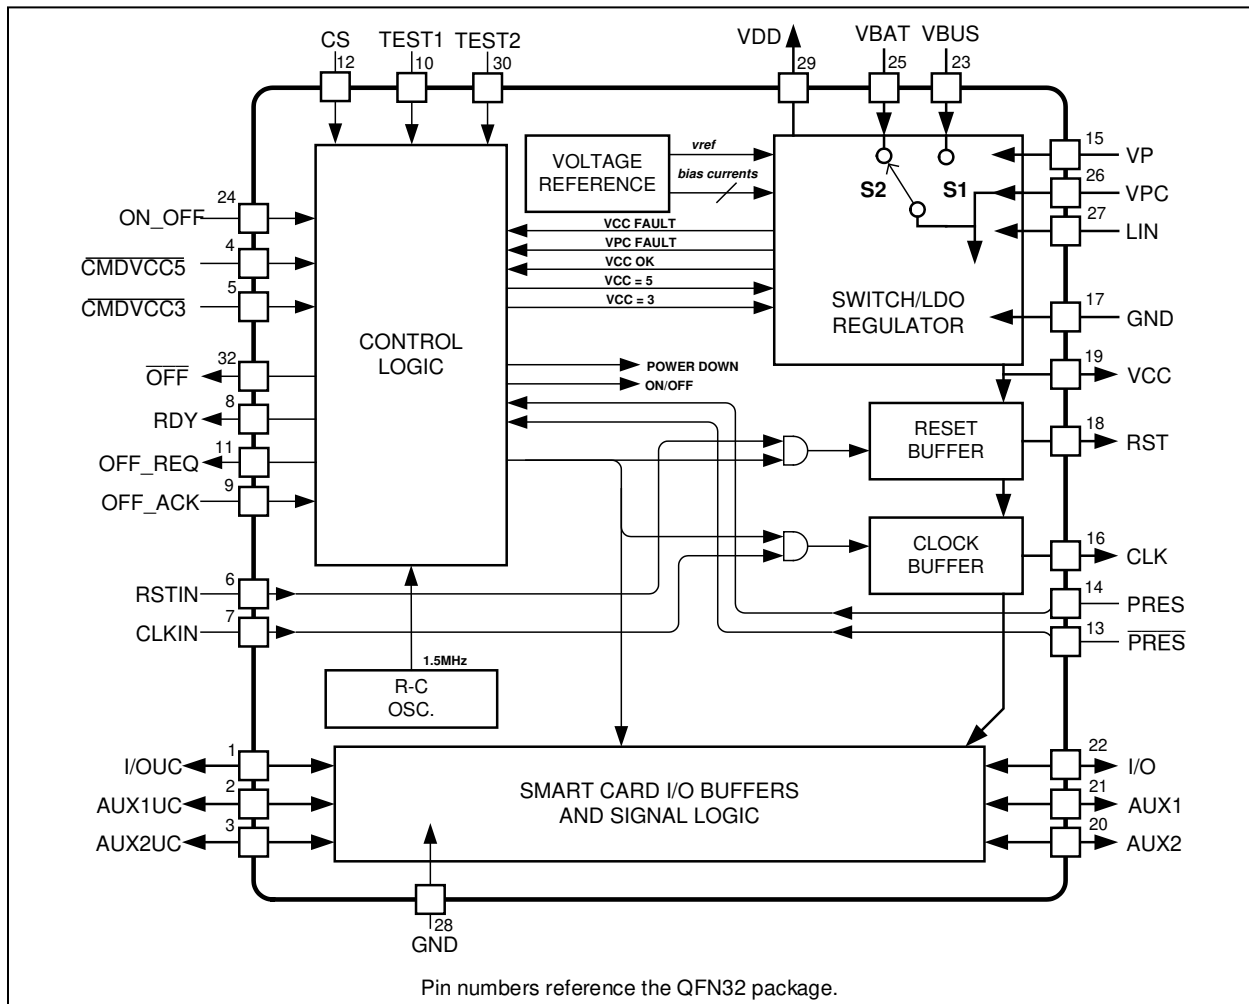 CS TEST1 TEST2 VDD VBAT VBUS
12 10 30 29 25 23
VOLTAGE
REFERENCE
vref
bias currents
S2 S1
15 VP
26 VPC
27 LIN
24
ON_OFF
4
CMDVCC5
5
CMDVCC3
VCC FAULT
VPC FAULT
VCC OK
VCC = 5
VCC = 3
SWITCH/LDO
REGULATOR
17
GND
CONTROL
LOGIC
32
OFF
8
RDY
11
OFF_REQ
9
OFF_ACK
POWER DOWN
ON/OFF
19
VCC
RESET
BUFFER
18
RST
CLOCK
BUFFER
16
CLK
6
RSTIN
7
CLKIN
14
PRES
13
PRES
1.5MHz
R-C
OSC.
1
I/OUC
2
AUX1UC
3
AUX2UC
SMART CARD I/O BUFFERS
AND SIGNAL LOGIC
22
I/O
21
AUX1
20
AUX2
28
GND
Pin numbers reference the QFN32 package.